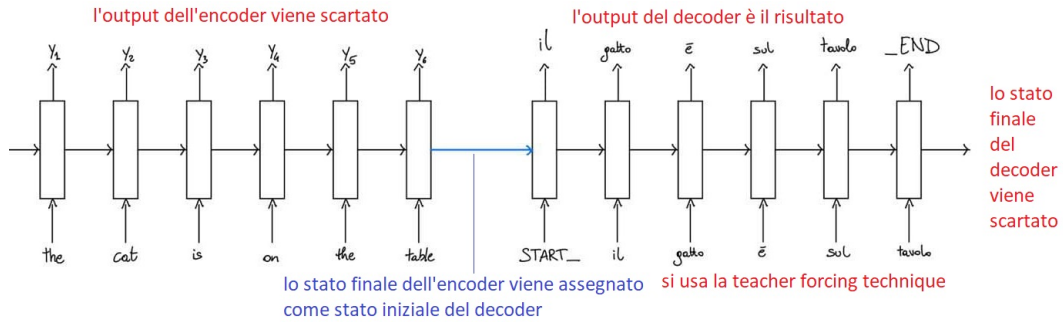 l'output dell'encoder viene scartato
l'output del decoder è il risultato
y1 y2 y3 y4 y5 y6
il gatto è sul tavolo _END
lo stato
finale
del
decoder
viene
scartato
the cat is on the table
START_ il gatto è sul tavolo
lo stato finale dell'encoder viene assegnato
come stato iniziale del decoder
si usa la teacher forcing technique